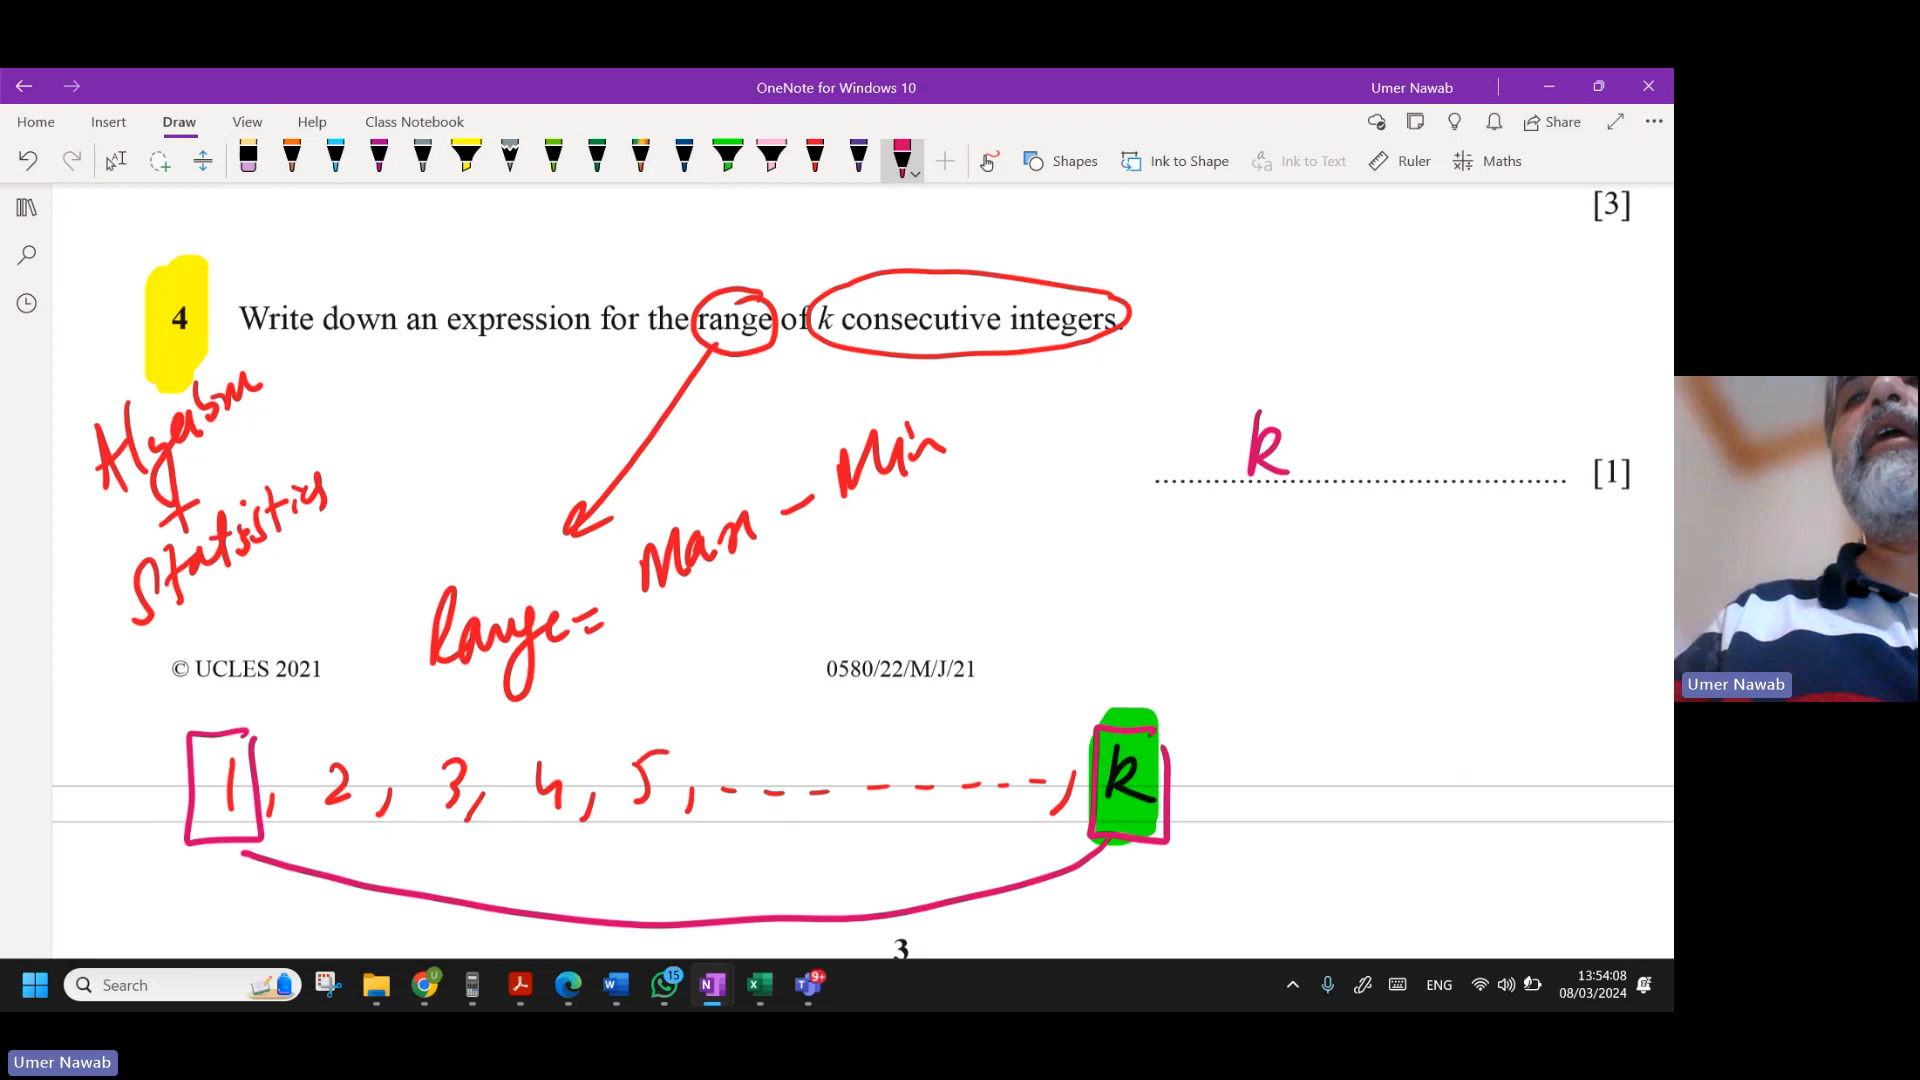 OneNote for Windows 10
Umer Nawab
Home Insert Draw View Help Class Notebook
Share
Shapes Ink to Shape Ink to Text Ruler Maths
[3]
4 Write down an expression for the range of k consecutive integers.
Algebra
+
Statistics
k
[1]
Range = Max - Min
© UCLES 2021 0580/22/M/J/21
1, 2, 3, 4, 5, - - - - - - - -, k
3
Umer Nawab
Search
U
15
9+
ENG
13:54:08
08/03/2024
Umer Nawab